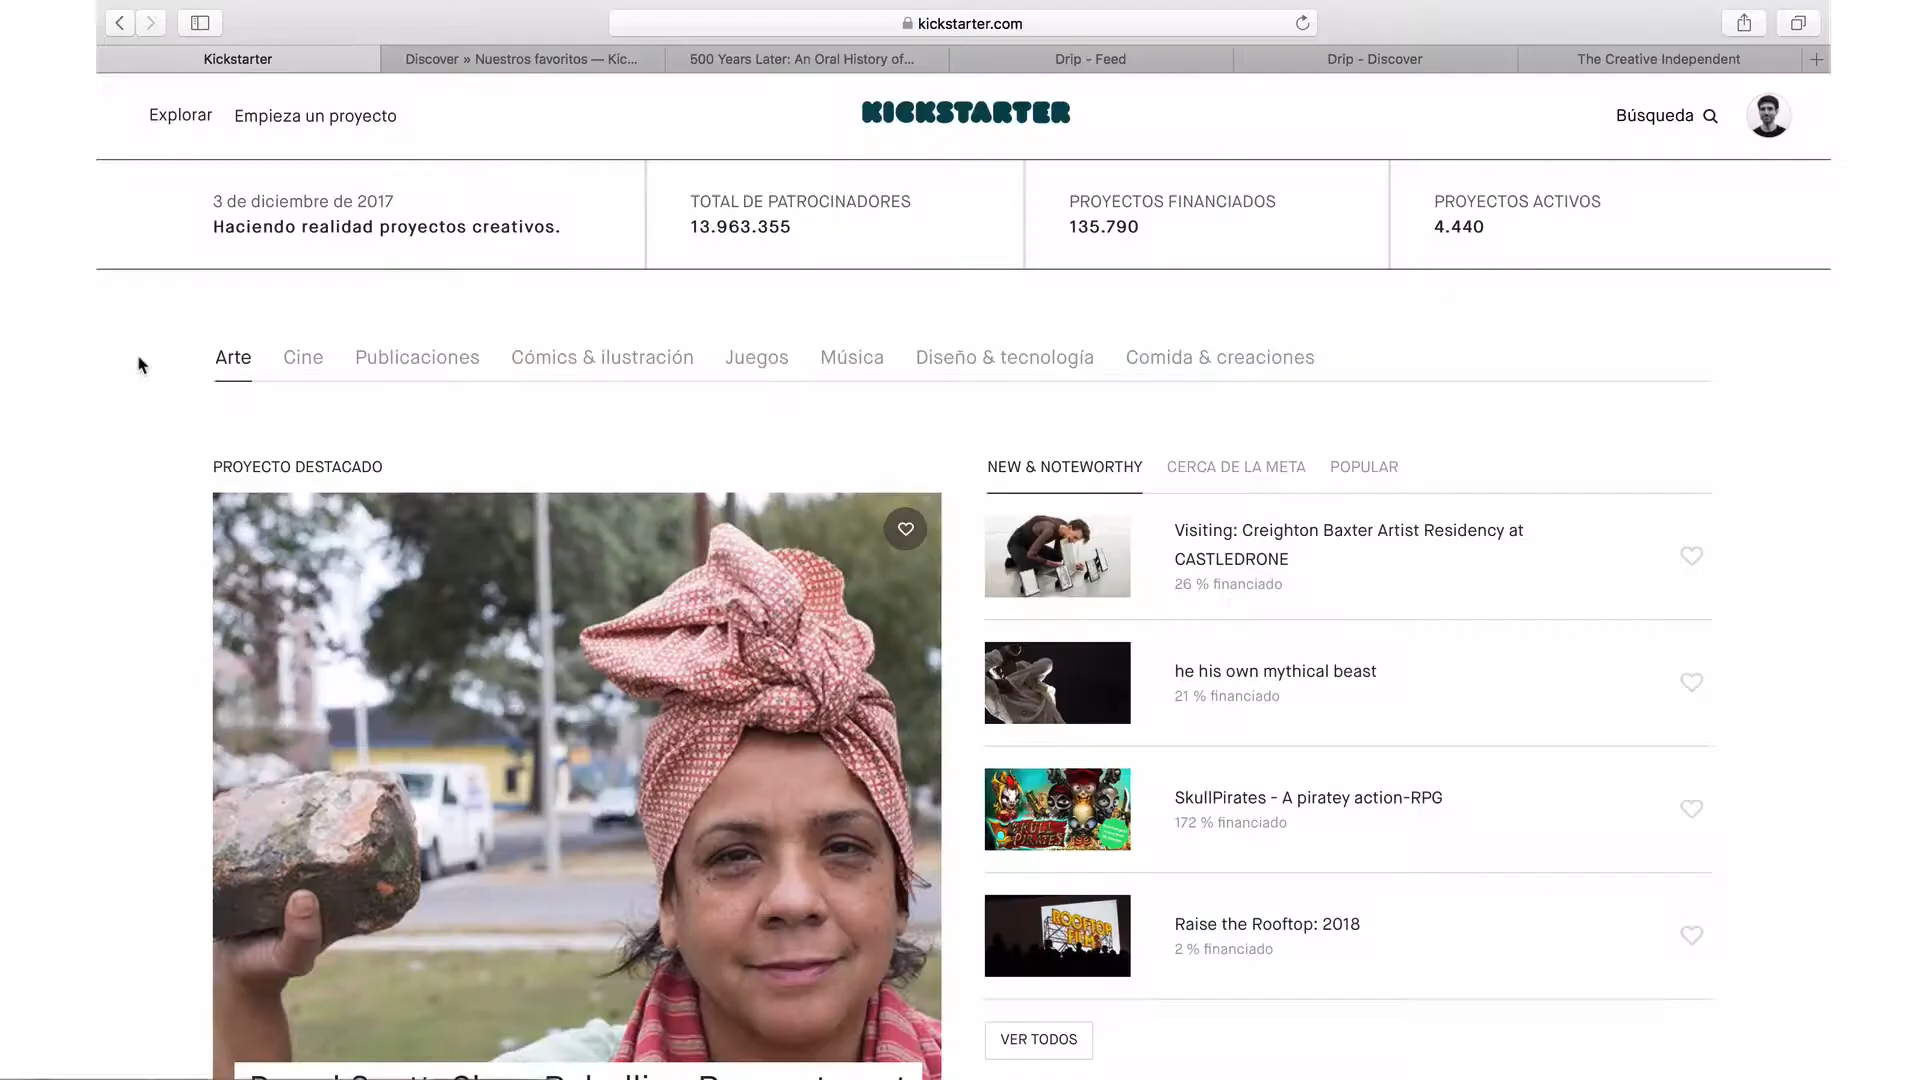 kickstarter.com
Kickstarter
Discover » Nuestros favoritos — Kic...
500 Years Later: An Oral History of...
Drip - Feed
Drip - Discover
The Creative Independent
Explorar
Empieza un proyecto
KICKSTARTER
Búsqueda
3 de diciembre de 2017
Haciendo realidad proyectos creativos.
TOTAL DE PATROCINADORES
13.963.355
PROYECTOS FINANCIADOS
135.790
PROYECTOS ACTIVOS
4.440
Arte
Cine
Publicaciones
Cómics & ilustración
Juegos
Música
Diseño & tecnología
Comida & creaciones
PROYECTO DESTACADO
NEW & NOTEWORTHY
CERCA DE LA META
POPULAR
Visiting: Creighton Baxter Artist Residency at
CASTLEDRONE
26 % financiado
he his own mythical beast
21 % financiado
SKULL
PIRATES
SkullPirates - A piratey action-RPG
172 % financiado
ROOFTOP
FILMS
Raise the Rooftop: 2018
2 % financiado
VER TODOS